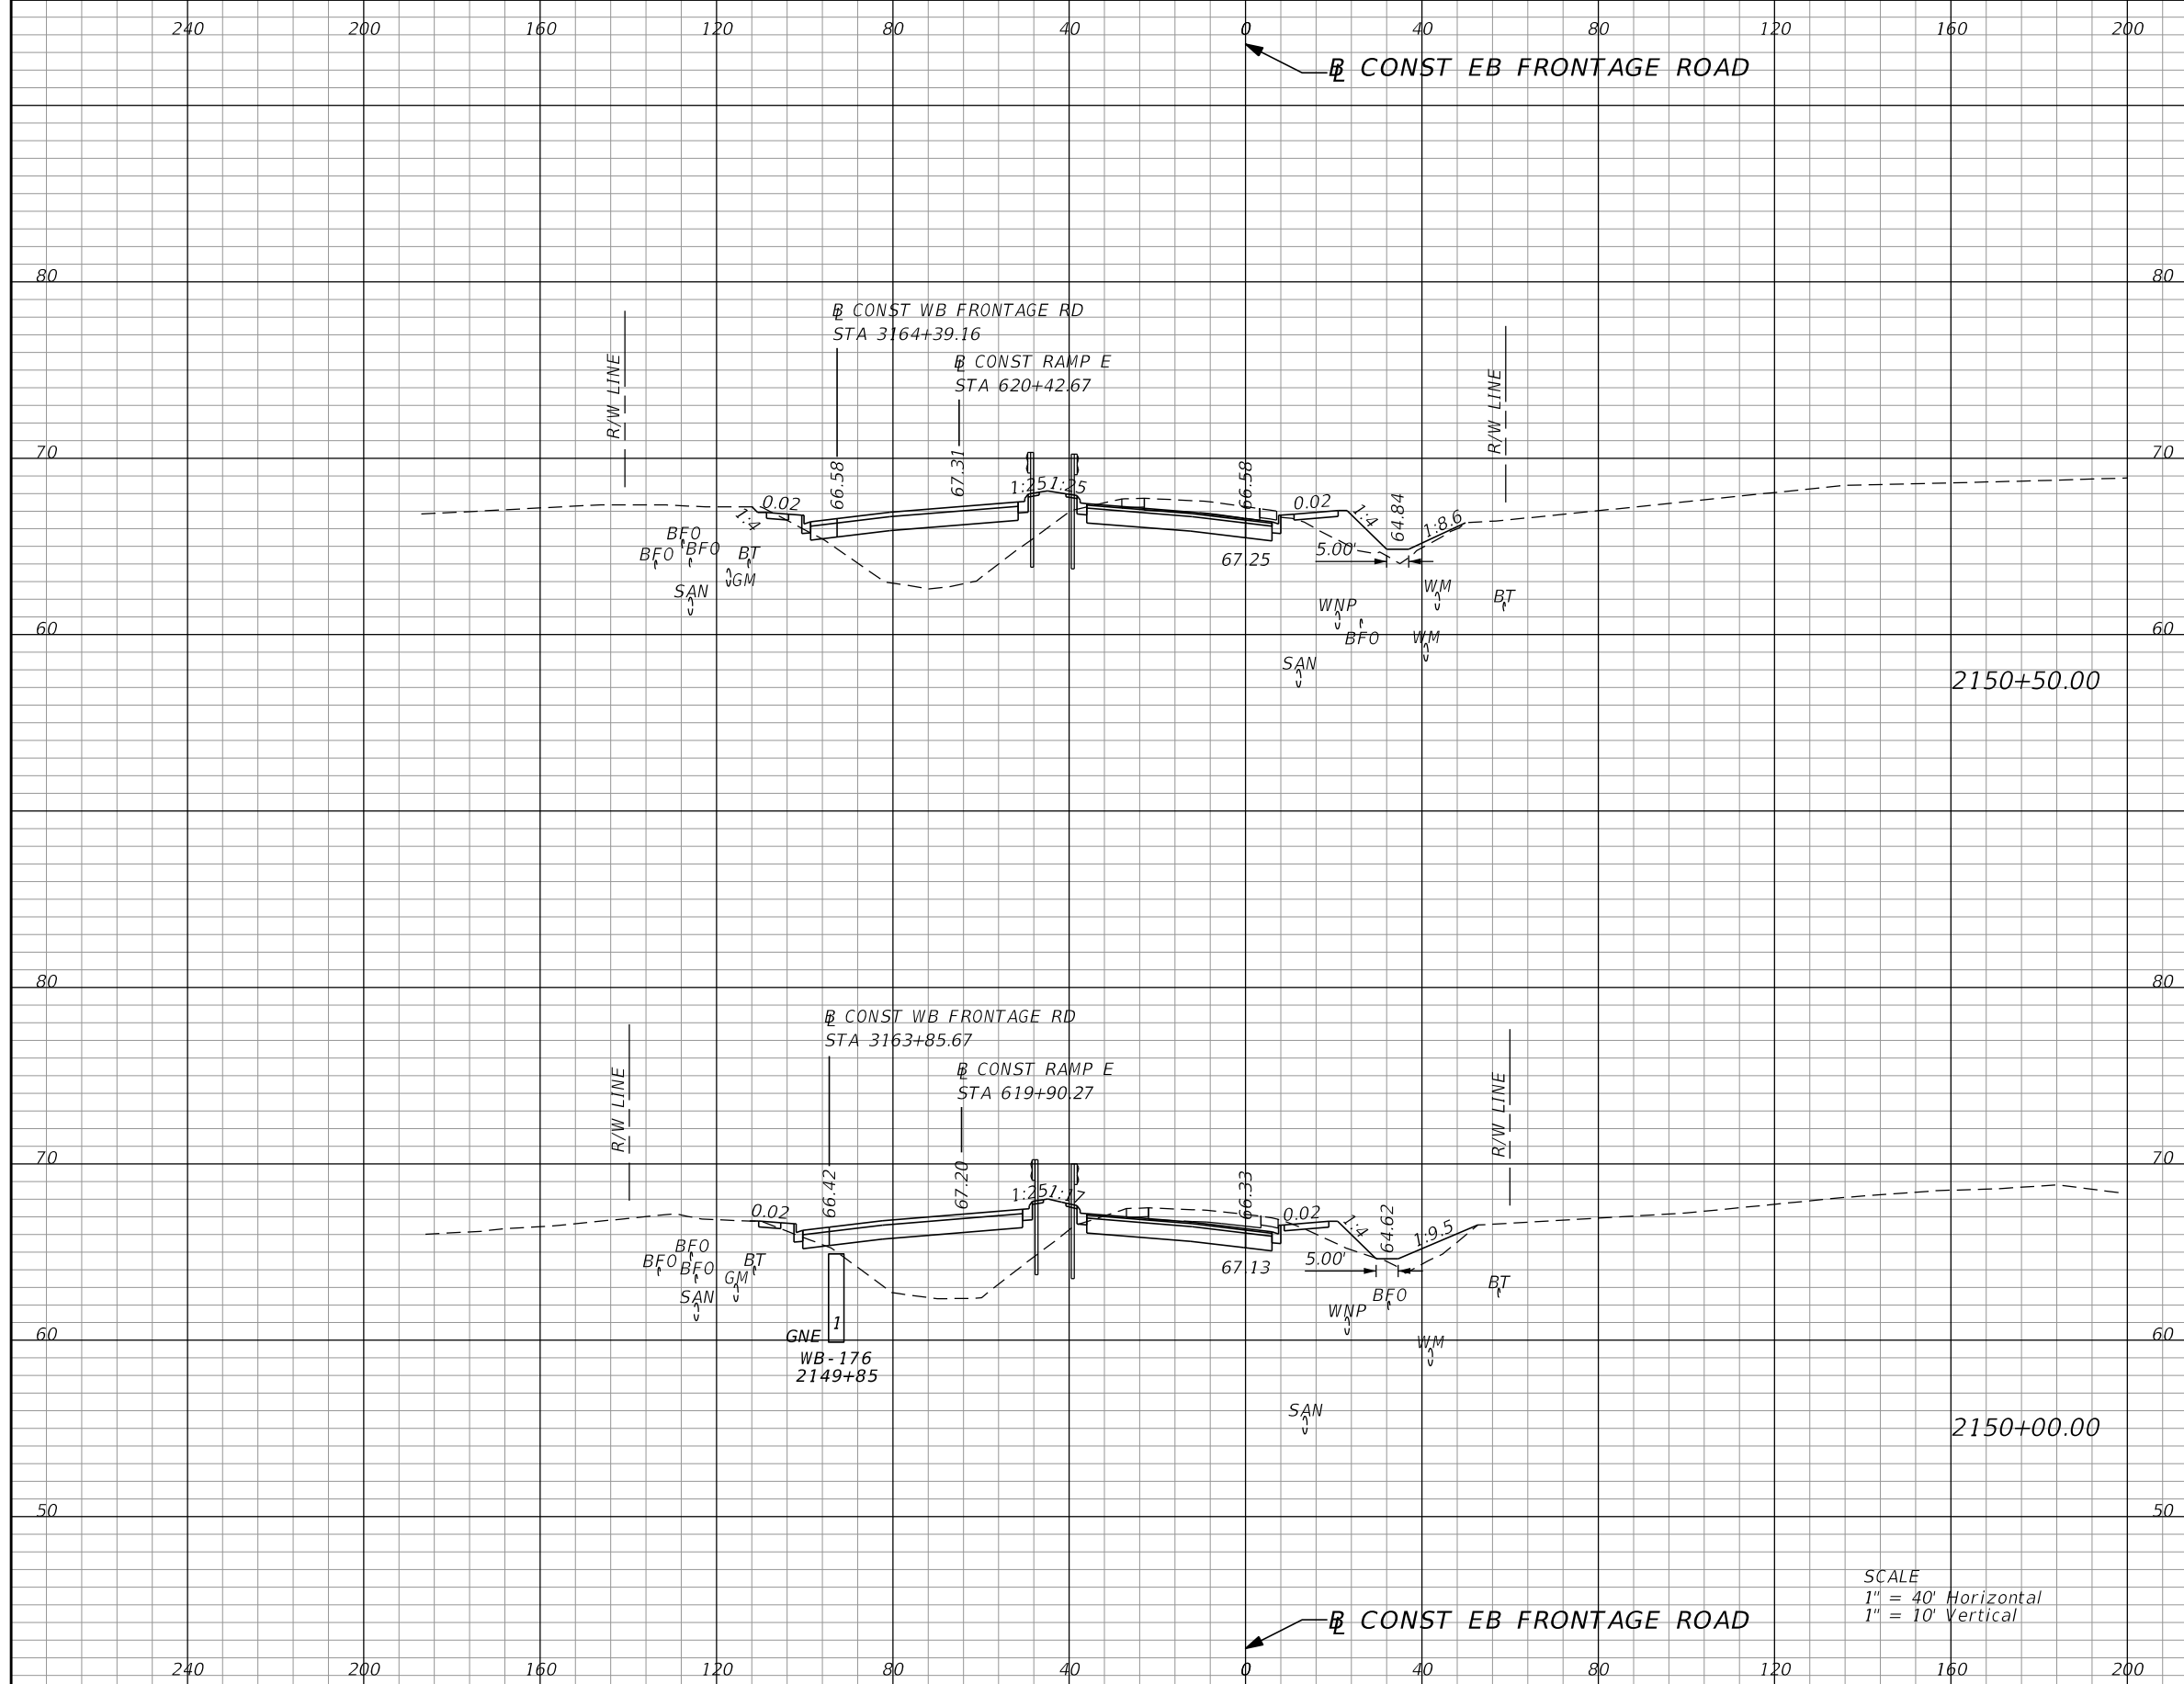 240 200 160 120 80 40 0 40 80 120 160 200
BL CONST EB FRONTAGE ROAD
80 80
BL CONST WB FRONTAGE RD
STA 3164+39.16
BL CONST RAMP E
STA 620+42.67
R/W LINE
R/W LINE
70 70
66.58
67.31
1:25
1:25
66.58
0.02
1:4
0.02
1:4
64.84
1:8.6
5.00'
67.25
BFO
BFO
BFO
BT
GM
SAN
WM
BT
WNP
BFO
WM
60 60
SAN
2150+50.00
80 80
BL CONST WB FRONTAGE RD
STA 3163+85.67
BL CONST RAMP E
STA 619+90.27
R/W LINE
R/W LINE
70 70
66.42
67.20
1:25
1:17
66.33
0.02
0.02
1:4
64.62
1:9.5
5.00'
67.13
BFO
BFO
BFO
BT
GM
SAN
BT
BFO
WNP
1
GNE
60 60
WM
WB-176
2149+85
SAN
2150+00.00
50 50
SCALE
1" = 40' Horizontal
1" = 10' Vertical
BL CONST EB FRONTAGE ROAD
240 200 160 120 80 40 0 40 80 120 160 200